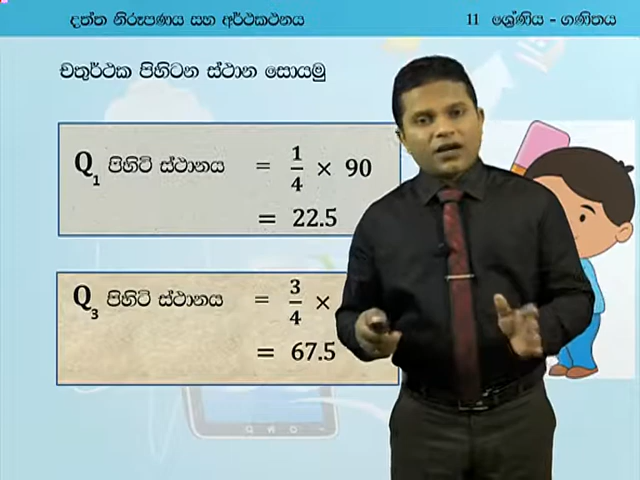 දත්ත නිරූපණය සහ අර්ථකථනය
11 ශ්‍රේණිය - ගණිතය
චතුර්ථක පිහිටන ස්ථාන සොයමු
Q1 පිහිටි ස්ථානය = 1/4 × 90
= 22.5
Q3 පිහිටි ස්ථානය = 3/4 ×
= 67.5